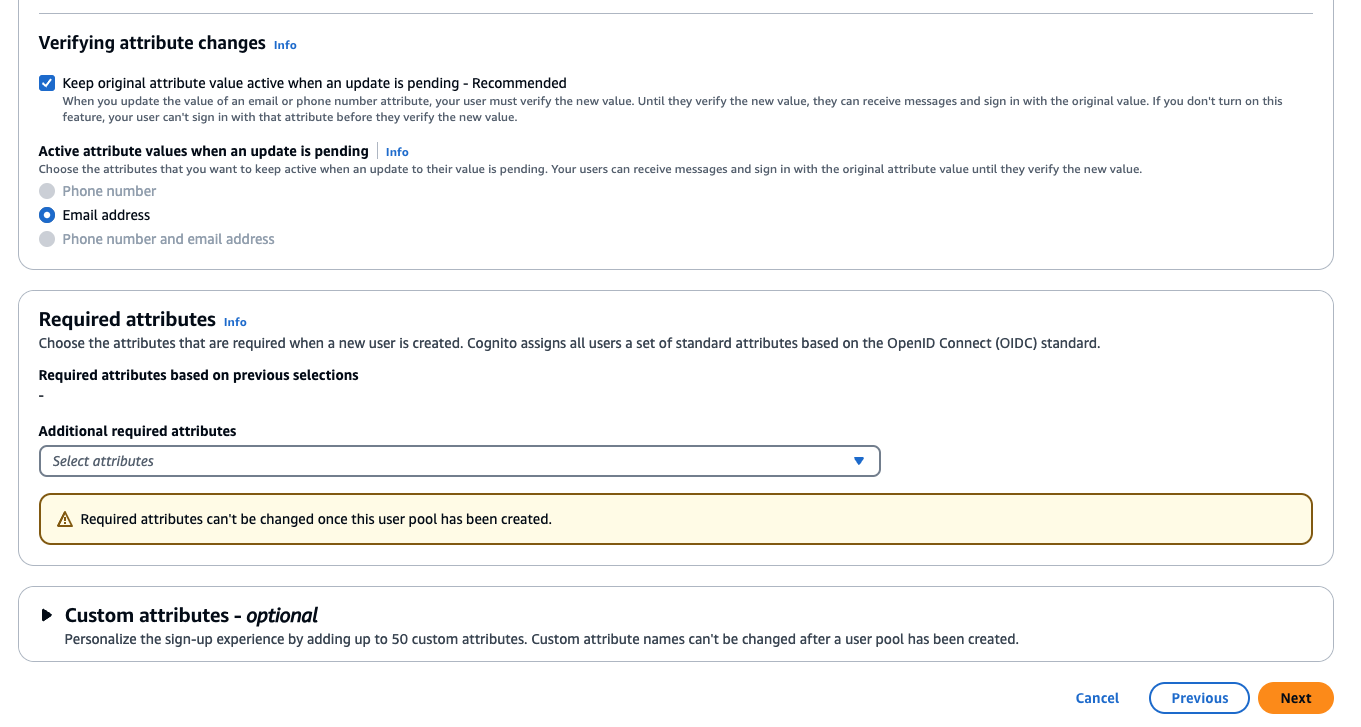 Verifying attribute changes Info
Keep original attribute value active when an update is pending - Recommended
When you update the value of an email or phone number attribute, your user must verify the new value. Until they verify the new value, they can receive messages and sign in with the original value. If you don't turn on this
feature, your user can't sign in with that attribute before they verify the new value.
Active attribute values when an update is pending Info
Choose the attributes that you want to keep active when an update to their value is pending. Your users can receive messages and sign in with the original attribute value until they verify the new value.
Phone number
Email address
Phone number and email address
Required attributes Info
Choose the attributes that are required when a new user is created. Cognito assigns all users a set of standard attributes based on the OpenID Connect (OIDC) standard.
Required attributes based on previous selections
-
Additional required attributes
Select attributes
Required attributes can't be changed once this user pool has been created.
Custom attributes - optional
Personalize the sign-up experience by adding up to 50 custom attributes. Custom attribute names can't be changed after a user pool has been created.
Cancel Previous Next